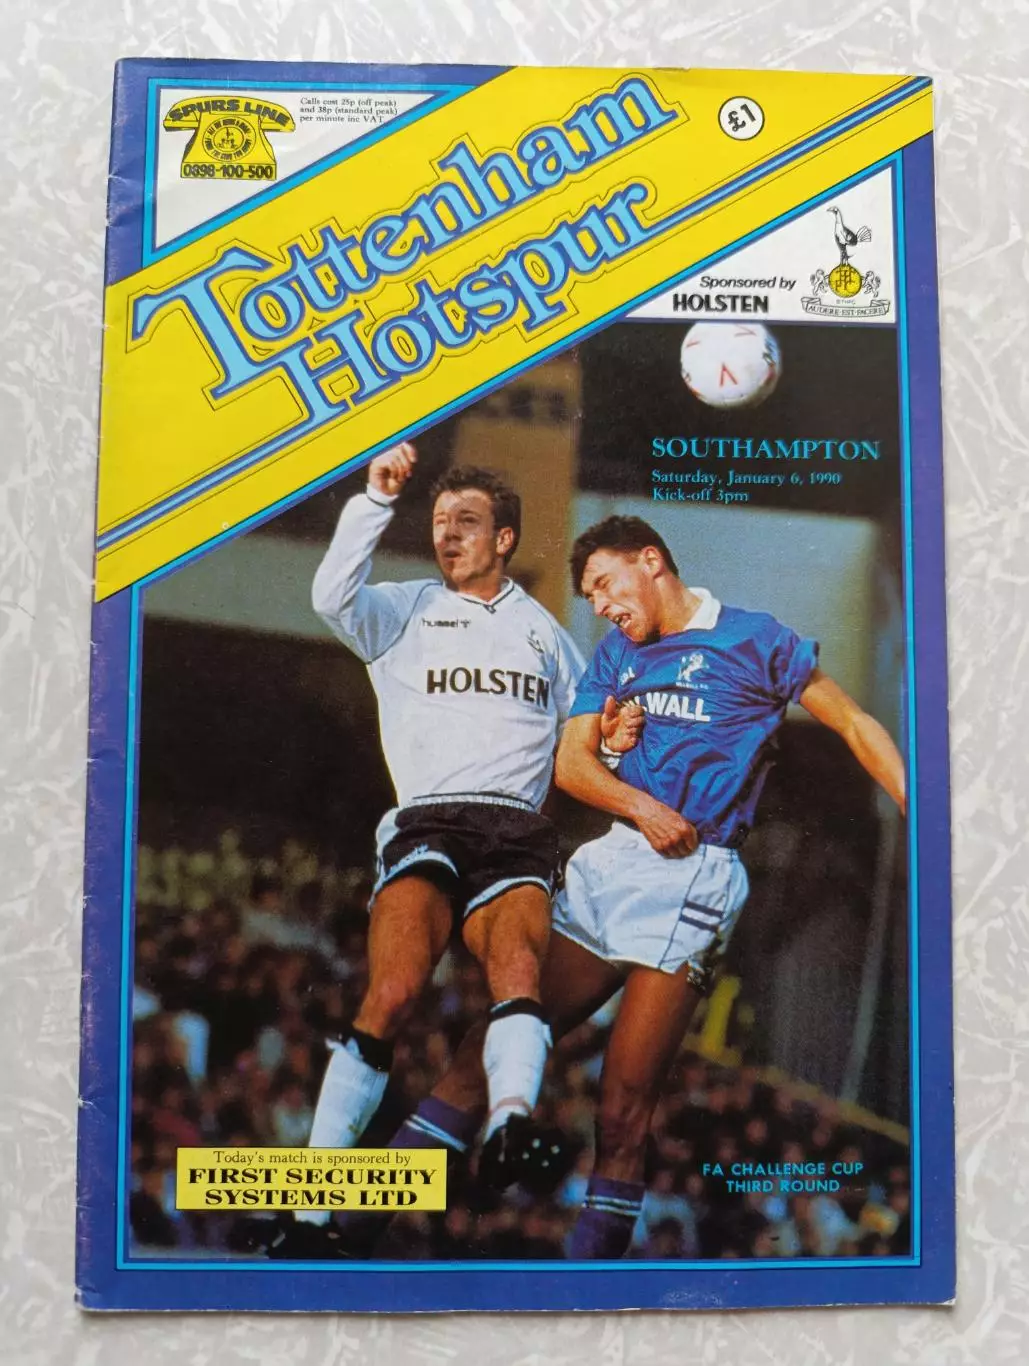 SPURS LINE
0898-100-500
Calls cost 25p (off peak)
and 38p (standard peak)
per minute inc VAT
£1
Tottenham
Hotspur
Sponsored by
HOLSTEN
THFC
AUDERE·EST·FACERE
SOUTHAMPTON
Saturday, January 6, 1990
Kick-off 3pm
hummel
HOLSTEN
MILLWALL F.C.
WALL
Today's match is sponsored by
FIRST SECURITY
SYSTEMS LTD
FA CHALLENGE CUP
THIRD ROUND